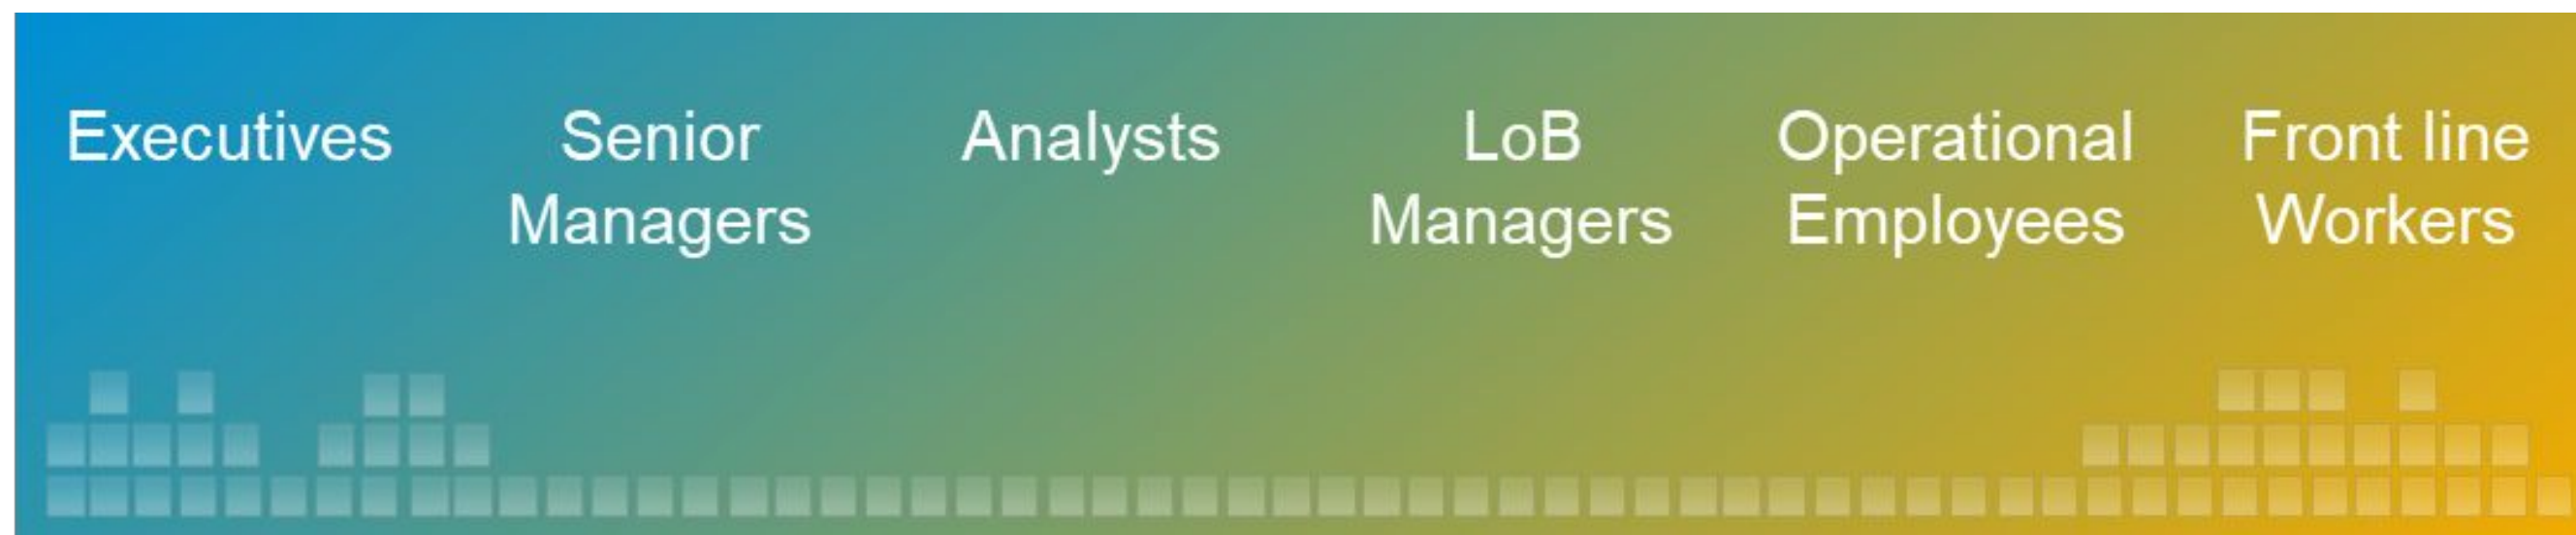 Executives
Senior
Managers
Analysts
LoB
Managers
Operational
Employees
Front line
Workers